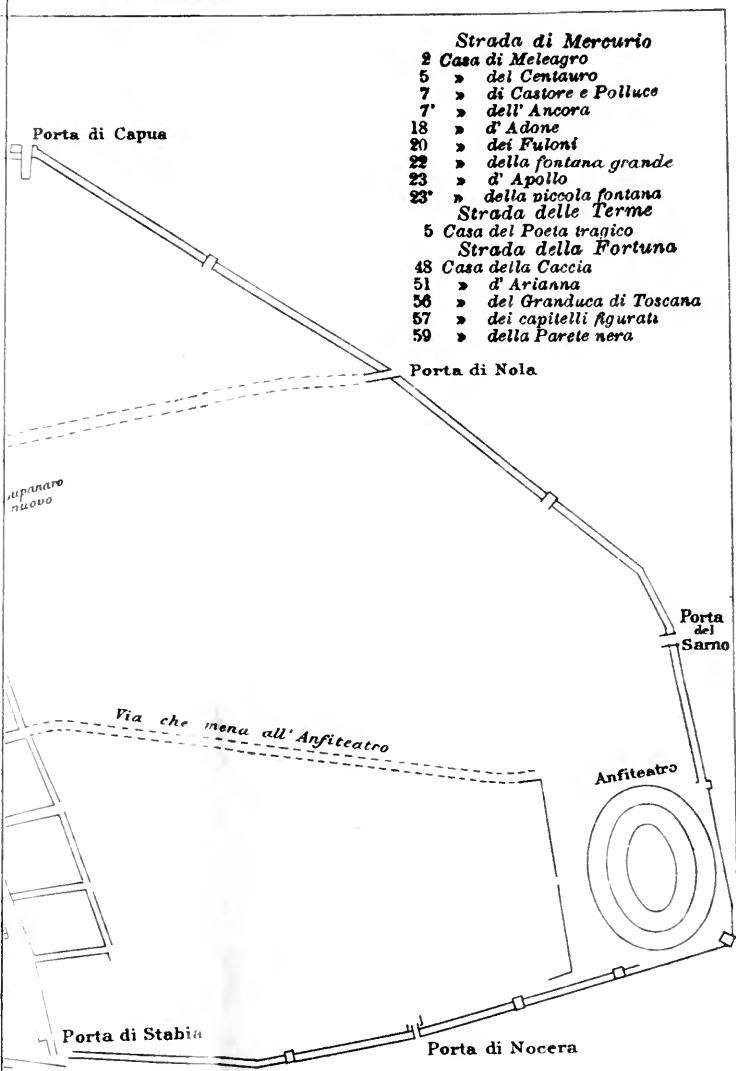 Strada di Mercurio
2 Casa di Meleagro
5 » del Centauro
7 » di Castore e Polluce
7' » dell' Ancora
18 » d' Adone
20 » dei Fuloni
22 » della fontana grande
23 » d' Apollo
23' » della piccola fontana
Strada delle Terme
5 Casa del Poeta tragico
Strada della Fortuna
48 Casa della Caccia
51 » d' Arianna
56 » del Granduca di Toscana
57 » dei capitelli figurati
59 » della Parete nera
Porta di Capua
Porta di Nola
upanaro
nuovo
Porta
del
Sarno
Via che mena all' Anfiteatro
Anfiteatro
Porta di Stabia
Porta di Nocera